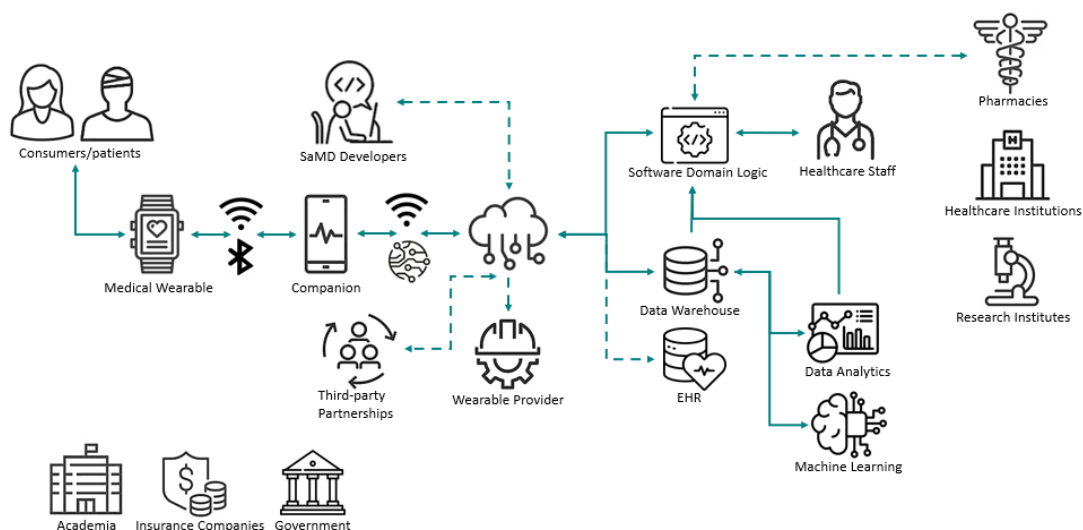 Pharmacies
Consumers/patients
SaMD Developers
</>
Software Domain Logic
Healthcare Staff
</>
H
Healthcare Institutions
Medical Wearable
Companion
Data Warehouse
Research Institutes
Third-party
Partnerships
Wearable Provider
EHR
Data Analytics
Machine Learning
$
Academia
Insurance Companies
Government